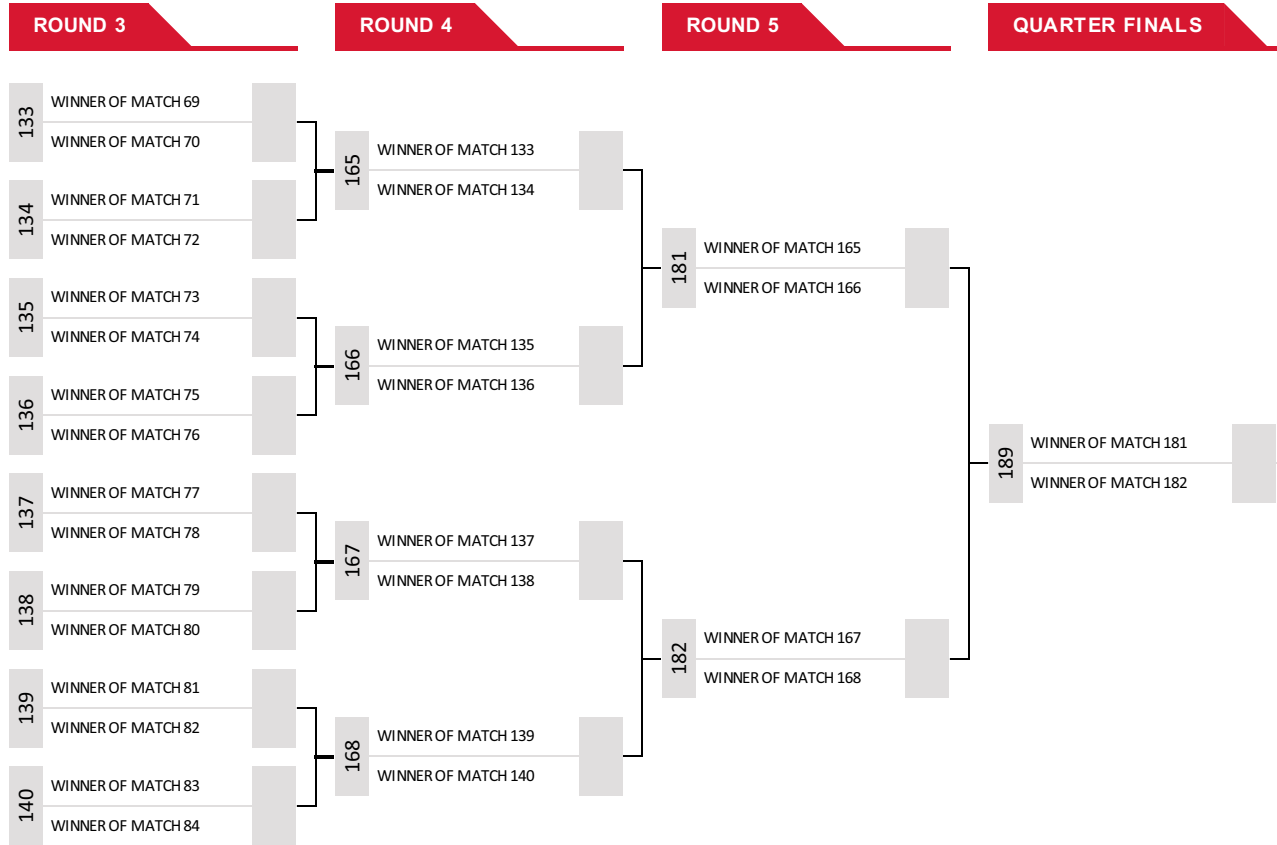 ROUND 3
ROUND 4
ROUND 5
QUARTER FINALS
133
WINNER OF MATCH 69
WINNER OF MATCH 70
134
WINNER OF MATCH 71
WINNER OF MATCH 72
135
WINNER OF MATCH 73
WINNER OF MATCH 74
136
WINNER OF MATCH 75
WINNER OF MATCH 76
137
WINNER OF MATCH 77
WINNER OF MATCH 78
138
WINNER OF MATCH 79
WINNER OF MATCH 80
139
WINNER OF MATCH 81
WINNER OF MATCH 82
140
WINNER OF MATCH 83
WINNER OF MATCH 84
165
WINNER OF MATCH 133
WINNER OF MATCH 134
166
WINNER OF MATCH 135
WINNER OF MATCH 136
167
WINNER OF MATCH 137
WINNER OF MATCH 138
168
WINNER OF MATCH 139
WINNER OF MATCH 140
181
WINNER OF MATCH 165
WINNER OF MATCH 166
182
WINNER OF MATCH 167
WINNER OF MATCH 168
189
WINNER OF MATCH 181
WINNER OF MATCH 182